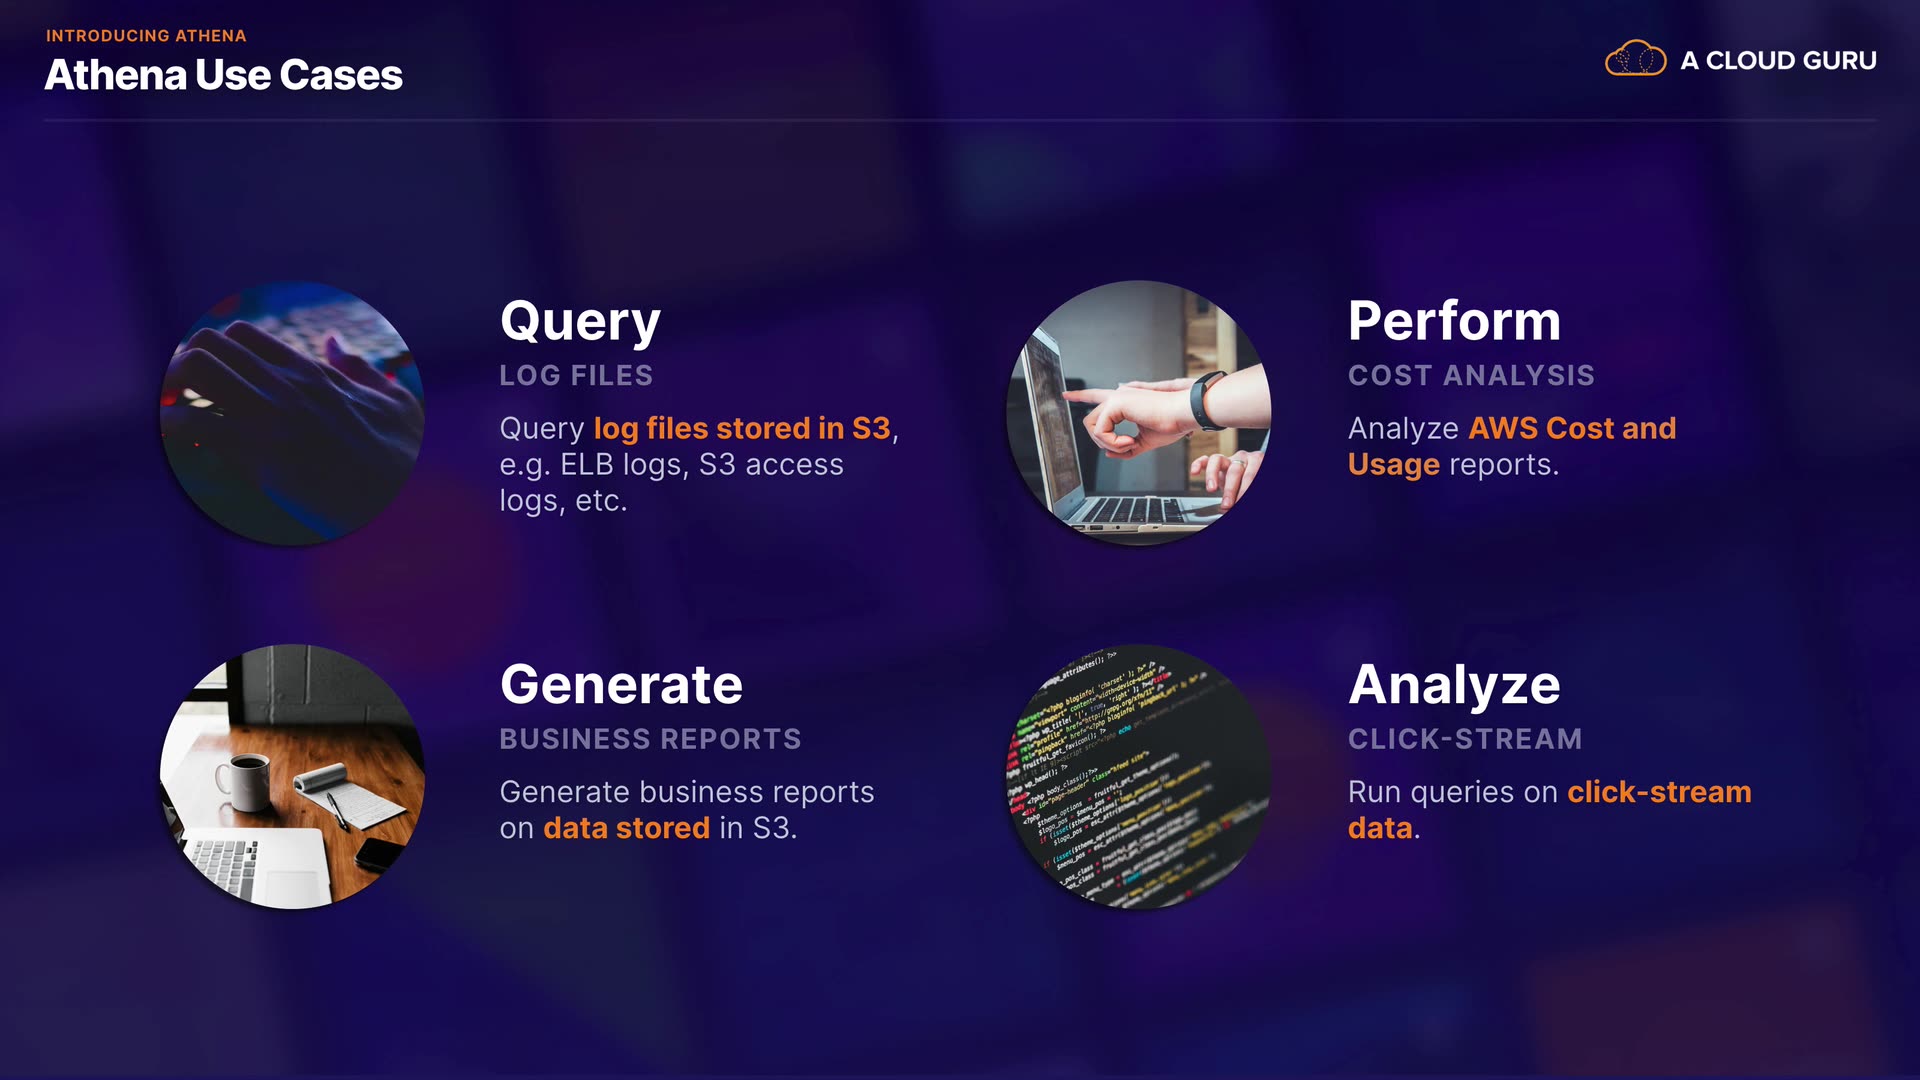 INTRODUCING ATHENA
Athena Use Cases
A CLOUD GURU
Query
LOG FILES
Query log files stored in S3,
e.g. ELB logs, S3 access
logs, etc.
Perform
COST ANALYSIS
Analyze AWS Cost and
Usage reports.
Generate
BUSINESS REPORTS
Generate business reports
on data stored in S3.
Analyze
CLICK-STREAM
Run queries on click-stream
data.